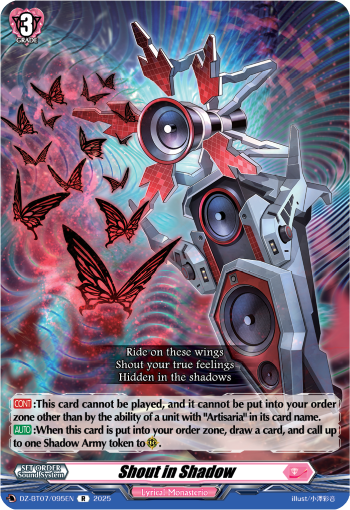 3
GRADE
Ride on these wings
Shout your true feelings
Hidden in the shadows
CONT:This card cannot be played, and it cannot be put into your order
zone other than by the ability of a unit with "Artisaria" in its card name.
AUTO:When this card is put into your order zone, draw a card, and call up
to one Shadow Army token to .
SET ORDER
Sound System
Shout in Shadow
DZ-BT07/095EN R 2025
Lyrical Monasterio
illust/小澤彩香